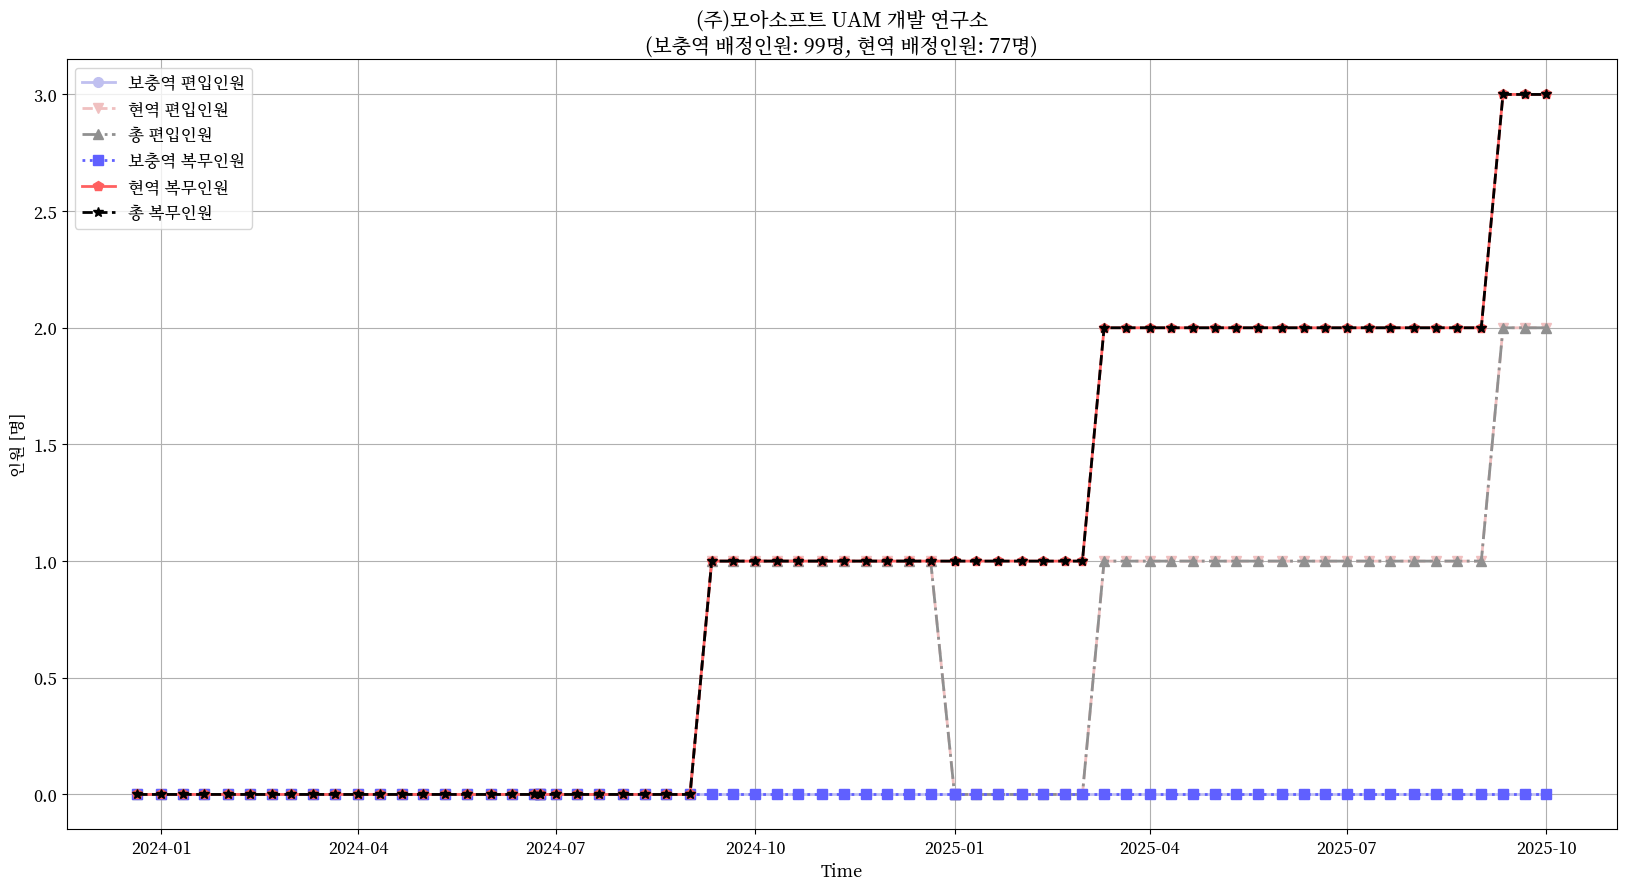 (주)모아소프트 UAM 개발 연구소
(보충역 배정인원: 99명, 현역 배정인원: 77명)
보충역 편입인원
현역 편입인원
총 편입인원
보충역 복무인원
현역 복무인원
총 복무인원
3.0
2.5
2.0
1.5
1.0
0.5
0.0
인원 [명]
2024-01
2024-04
2024-07
2024-10
2025-01
2025-04
2025-07
2025-10
Time